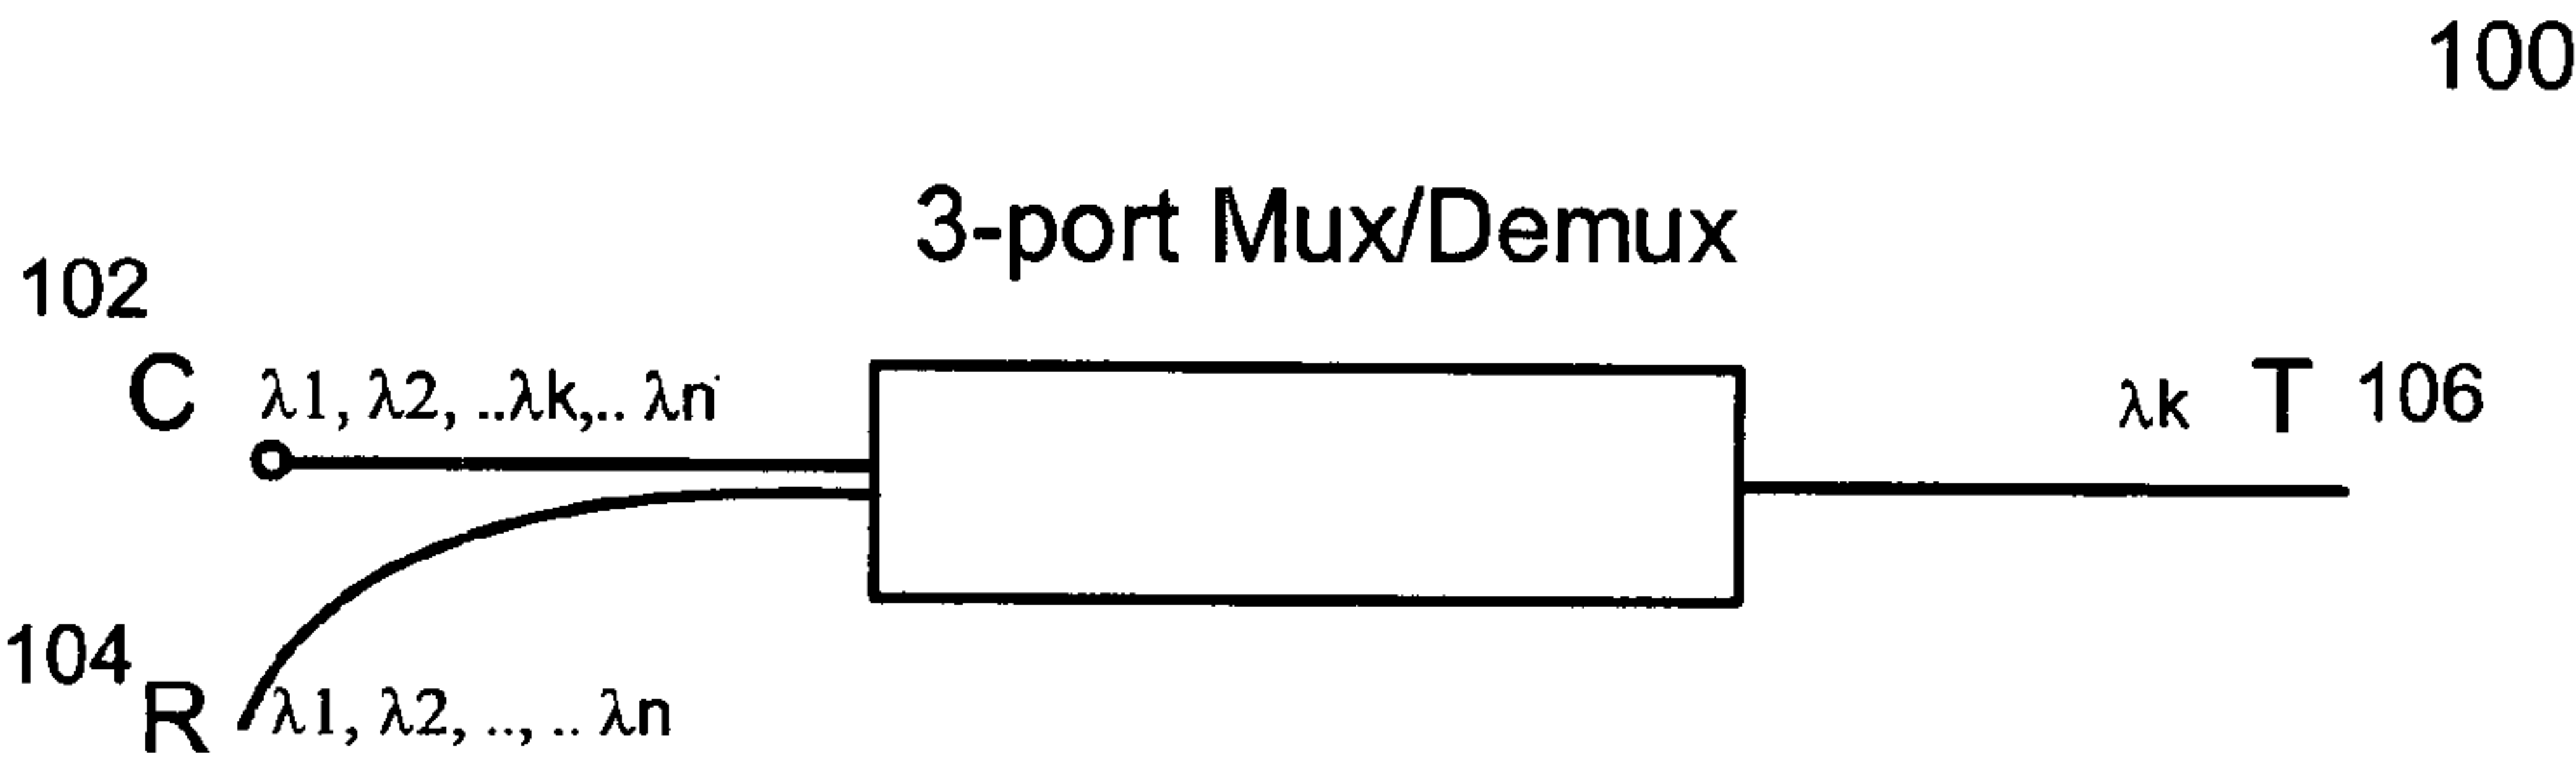 100
3-port Mux/Demux
102
C λ1, λ2, ..λk,.. λn
λk T 106
104
R λ1, λ2, .., .. λn